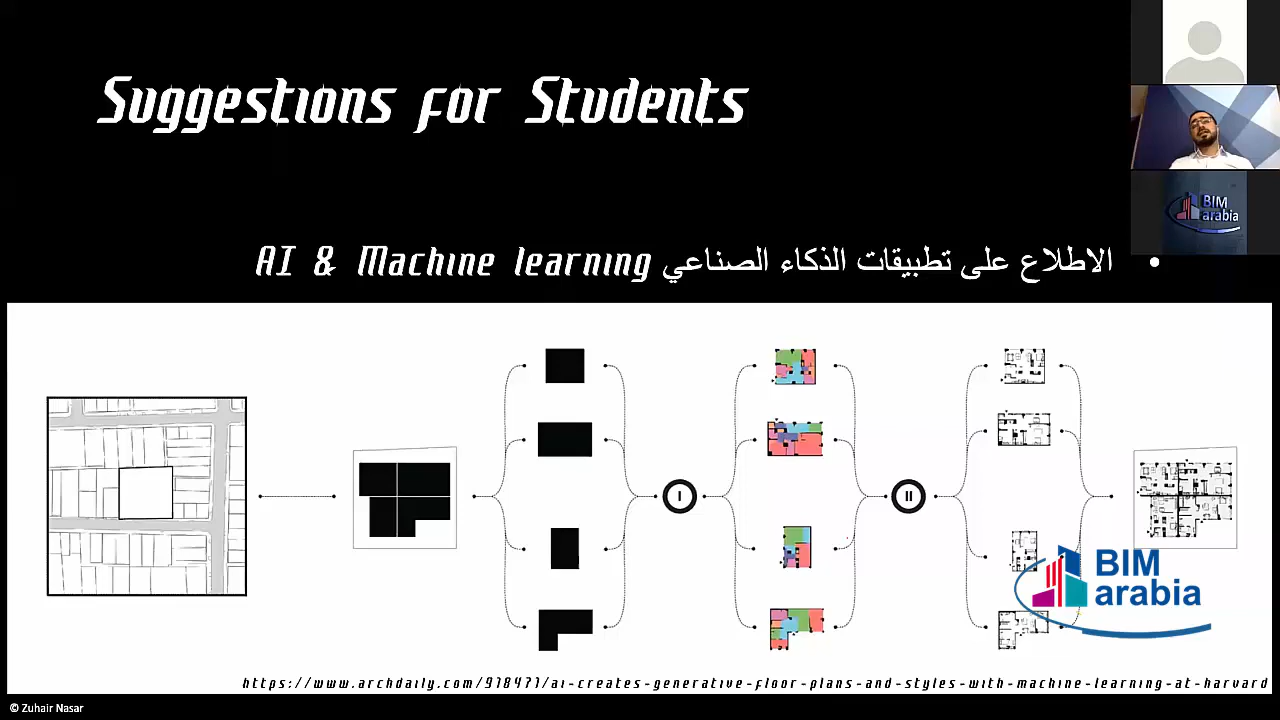 Suggestions for Students
BIM
arabia
• الاطلاع على تطبيقات الذكاء الصناعي AI & Machine learning
I
II
BIM
arabia
https://www.archdaily.com/918471/ai-creates-generative-floor-plans-and-styles-with-machine-learning-at-harvard
© Zuhair Nasar